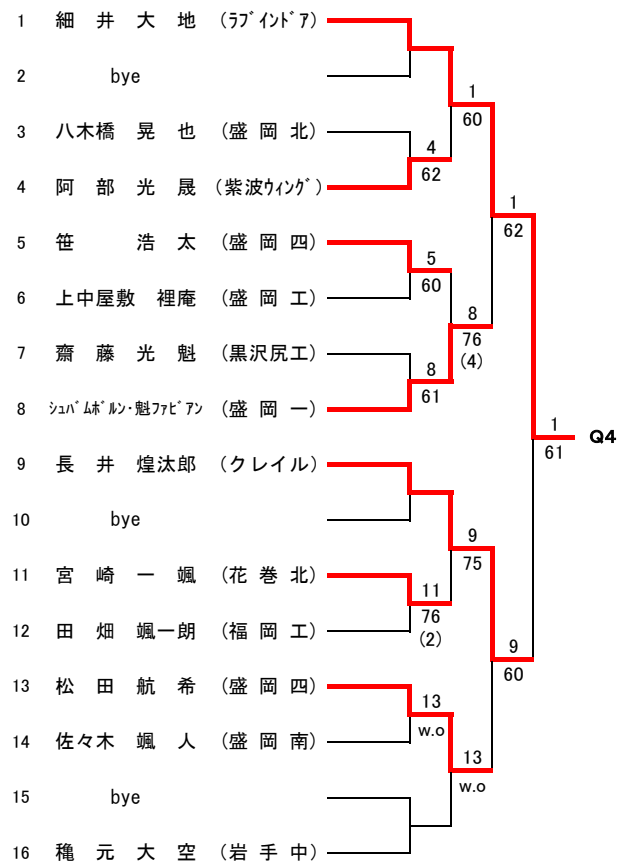 1 細 井 大 地 (ラブインドア)
2 bye
1
60
3 八木橋 晃 也 (盛 岡 北)
4
62
4 阿 部 光 晟 (紫波ウィング)
1
62
5 笹 浩 太 (盛 岡 四)
5
60
6 上中屋敷 裡庵 (盛 岡 工)
8
76
(4)
7 齋 藤 光 魁 (黒沢尻工)
8
61
8 シュバムボルン・魁ファビアン (盛 岡 一)
1
61
Q4
9 長 井 煌汰郎 (クレイル)
10 bye
9
75
11 宮 崎 一 颯 (花 巻 北)
11
76
(2)
12 田 畑 颯一朗 (福 岡 工)
9
60
13 松 田 航 希 (盛 岡 四)
13
w.o
14 佐々木 颯 人 (盛 岡 南)
13
w.o
15 bye
16 穐 元 大 空 (岩 手 中)